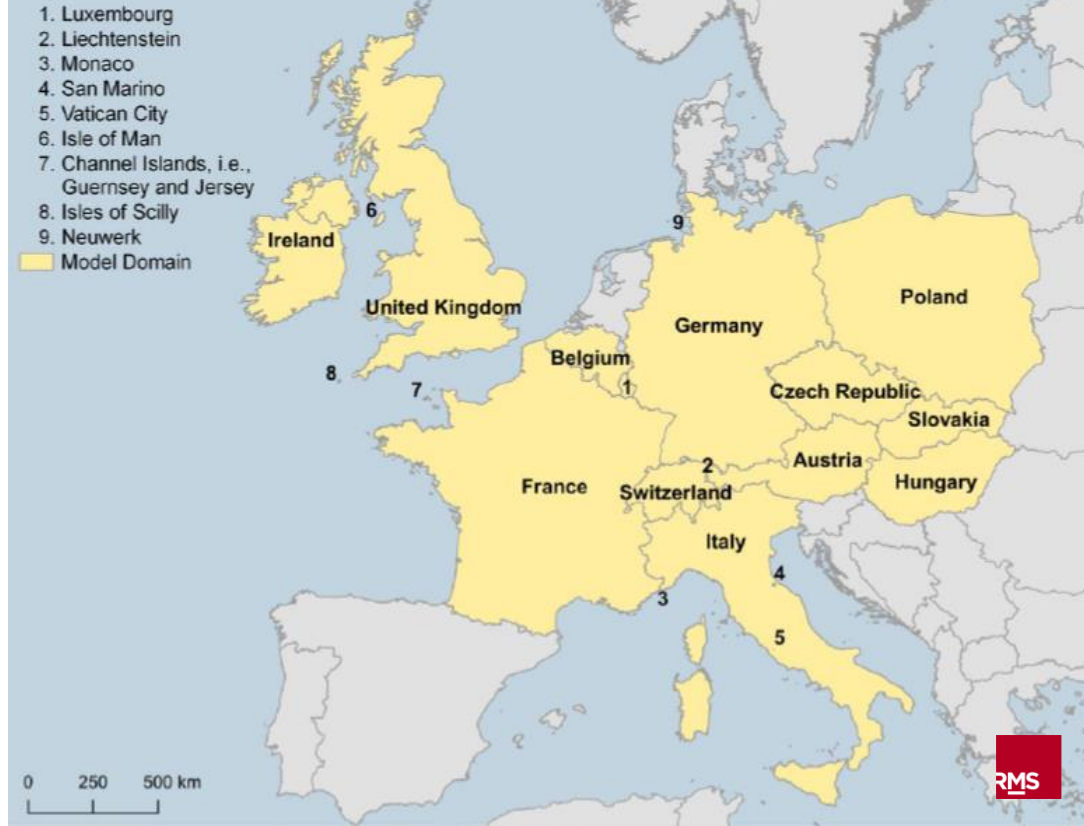 1. Luxembourg
2. Liechtenstein
3. Monaco
4. San Marino
5. Vatican City
6. Isle of Man
7. Channel Islands, i.e.,
Guernsey and Jersey
8. Isles of Scilly
9. Neuwerk
Model Domain
6
9
Ireland
United Kingdom
Poland
Germany
Belgium
8
7
1
Czech Republic
Slovakia
Austria
2
Hungary
France
Switzerland
Italy
4
3
5
RMS
0 250 500 km